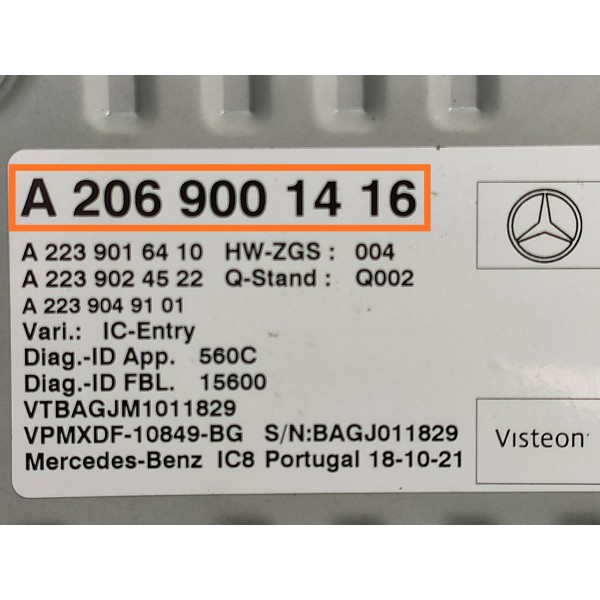 A 206 900 14 16
A 223 901 64 10 HW-ZGS : 004
A 223 902 45 22 Q-Stand : Q002
A 223 904 91 01
Vari.: IC-Entry
Diag.-ID App. 560C
Diag.-ID FBL. 15600
VTBAGJM1011829
VPMXDF-10849-BG S/N:BAGJ011829
Mercedes-Benz IC8 Portugal 18-10-21
Visteon